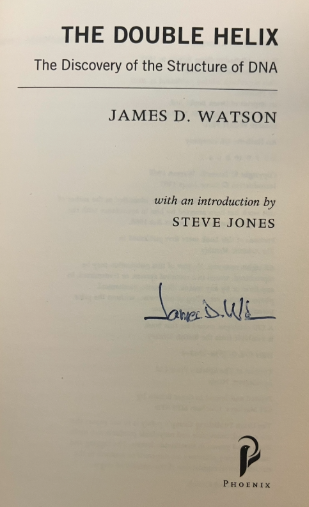 THE DOUBLE HELIX
The Discovery of the Structure of DNA
JAMES D. WATSON
with an introduction by
STEVE JONES
James D. W
PHOENIX